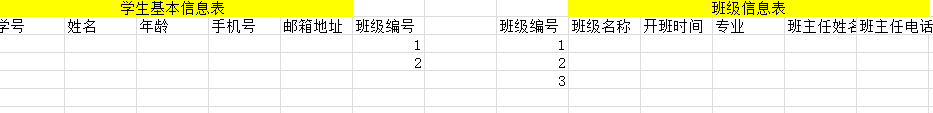 学生基本信息表 班级信息表
学号 姓名 年龄 手机号 邮箱地址 班级编号 班级编号 班级名称 开班时间 专业 班主任姓名 班主任电话
1 1
2 2
3